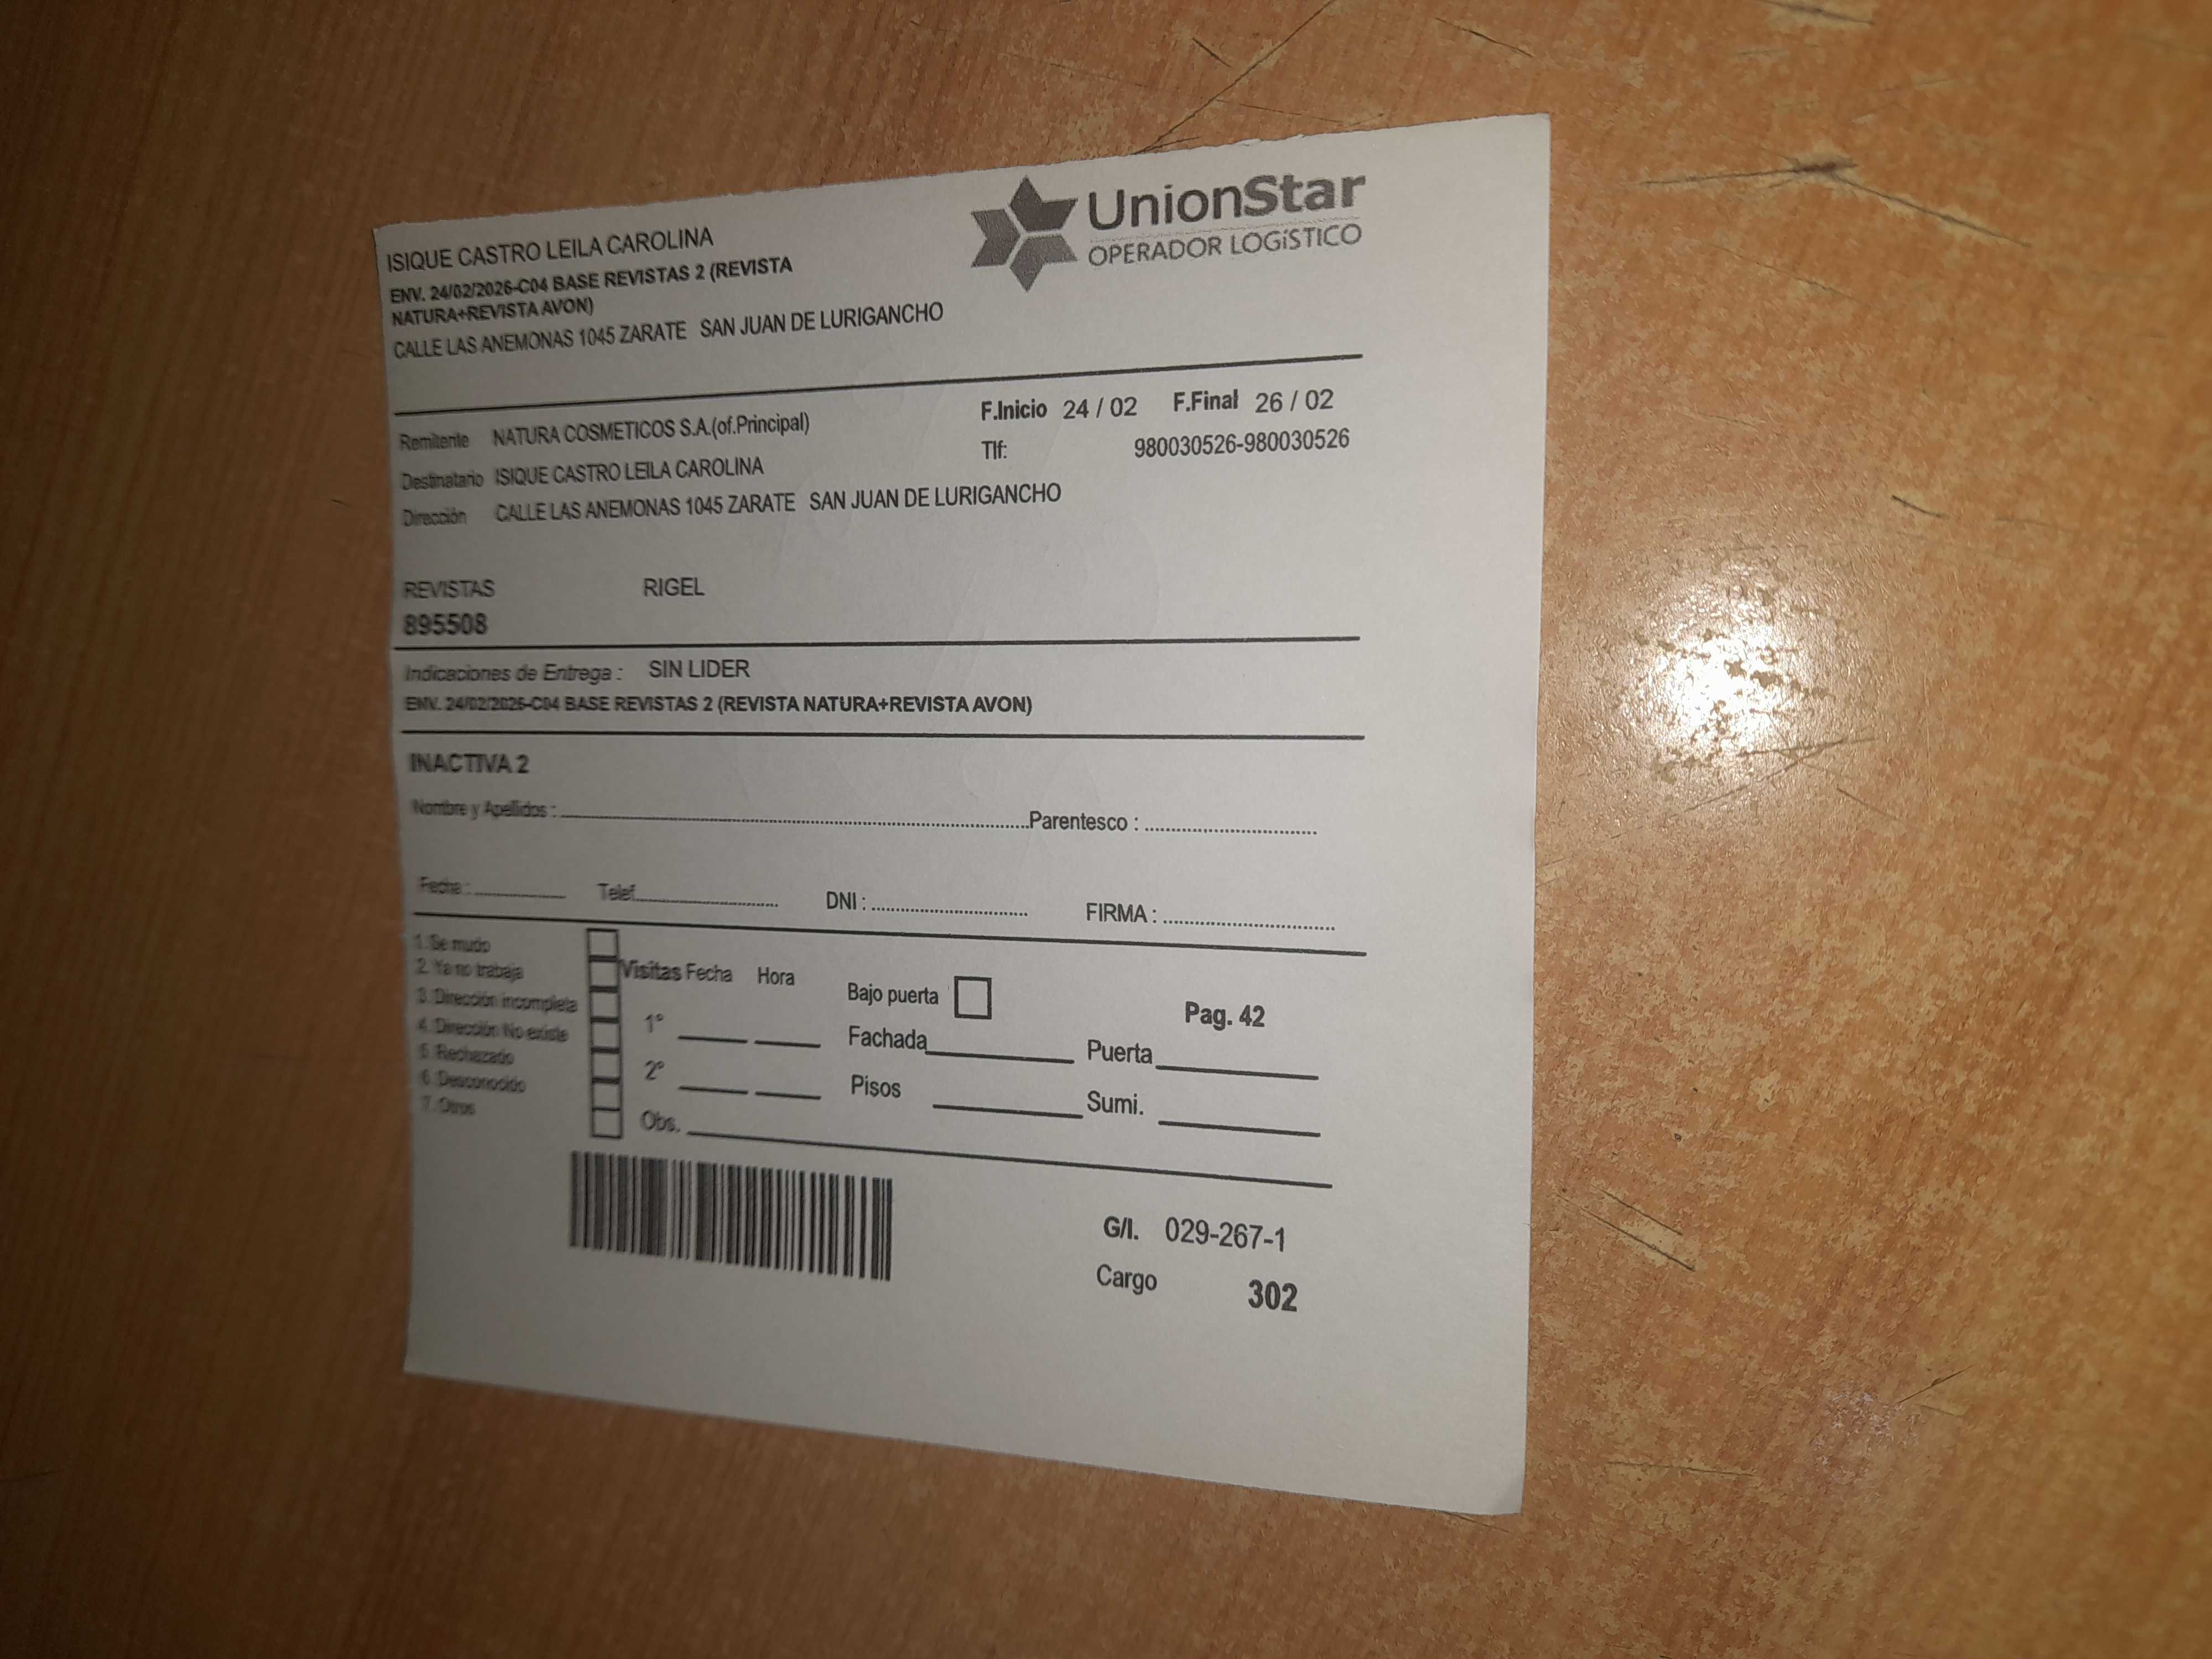 ISIQUE CASTRO LEILA CAROLINA
ENV. 24/02/2026-C04 BASE REVISTAS 2 (REVISTA
NATURA+REVISTA AVON)
CALLE LAS ANEMONAS 1045 ZARATE SAN JUAN DE LURIGANCHO
UnionStar
OPERADOR LOGíSTICO
F.Inicio 24 / 02 F.Final 26 / 02
Remitente NATURA COSMETICOS S.A.(of.Principal)
Tlf: 980030526-980030526
Destinatario ISIQUE CASTRO LEILA CAROLINA
Dirección CALLE LAS ANEMONAS 1045 ZARATE SAN JUAN DE LURIGANCHO
REVISTAS RIGEL
895508
Indicaciones de Entrega : SIN LIDER
ENV. 24/02/2026-C04 BASE REVISTAS 2 (REVISTA NATURA+REVISTA AVON)
INACTIVA 2
Nombre y Apellidos : Parentesco :
Fecha : Telef. DNI : FIRMA :
1. Se mudo
2. Ya no trabaja
3. Dirección incompleta
4. Dirección No existe
5. Rechazado
6. Desconocido
7. Otros
Visitas Fecha Hora
1°
2°
Obs.
Bajo puerta
Pag. 42
Fachada Puerta
Pisos Sumi.
G/I. 029-267-1
Cargo 302